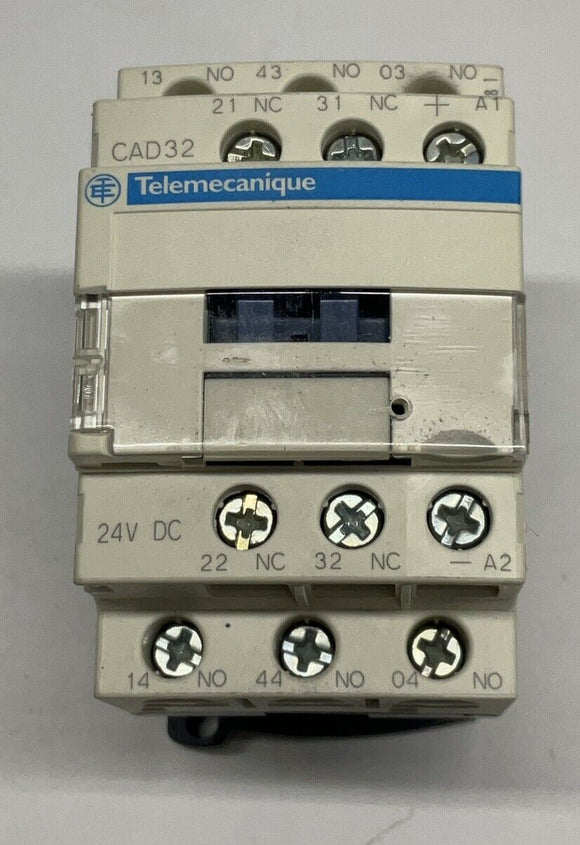 13 NO 43 NO 03 NO
81
21 NC 31 NC + A1
CAD32
Telemecanique
24V DC
22 NC 32 NC — A2
14 NO 44 NO 04 NO